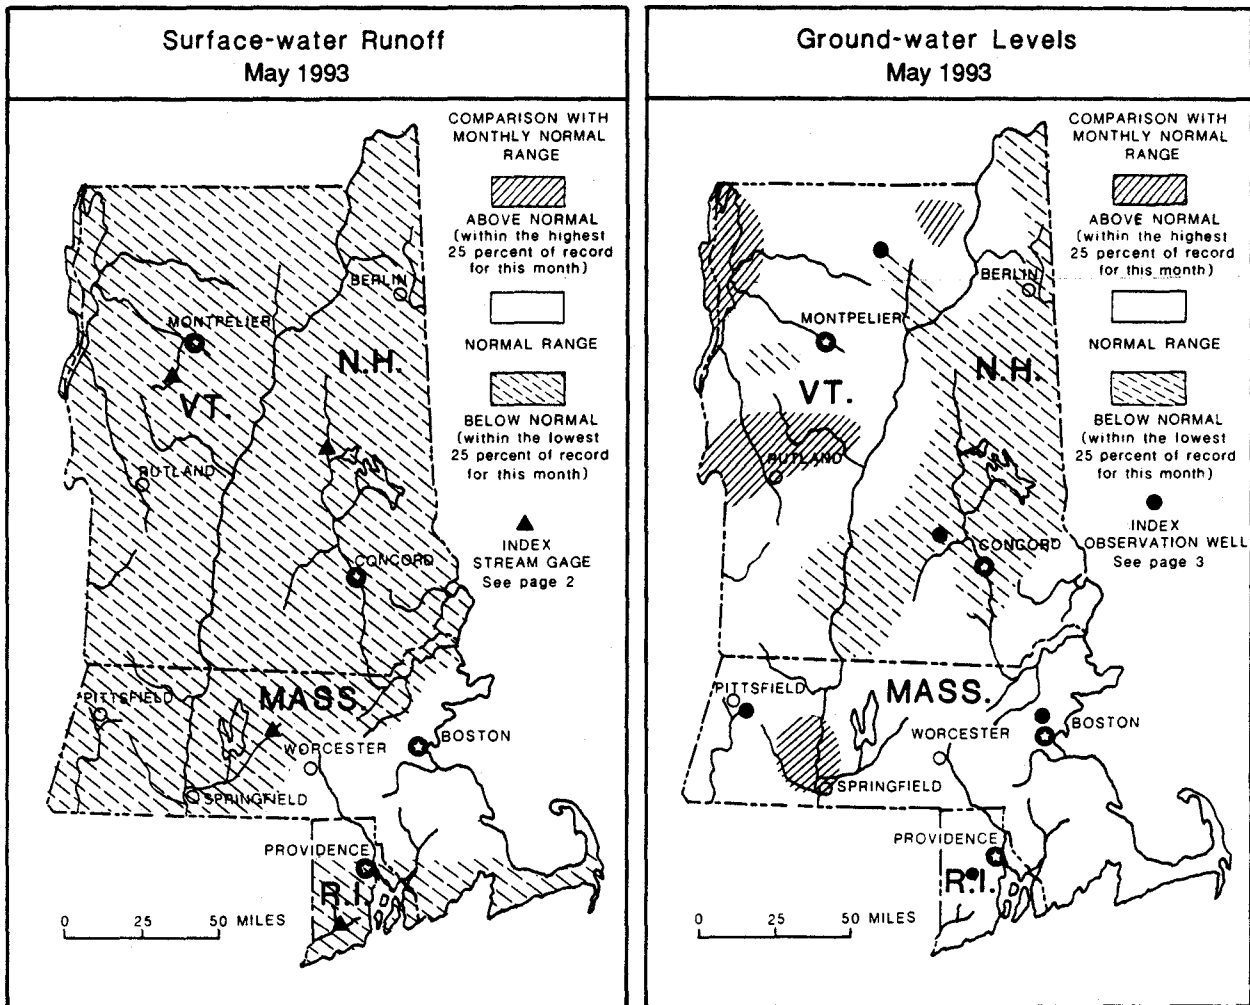 Surface-water Runoff
May 1993
COMPARISON WITH
MONTHLY NORMAL
RANGE
ABOVE NORMAL
(within the highest
25 percent of record
for this month)
NORMAL RANGE
BELOW NORMAL
(within the lowest
25 percent of record
for this month)
INDEX
STREAM GAGE
See page 2
BERLIN
MONTPELIER
N.H.
VT.
RUTLAND
CONCORD
PITTSFIELD
MASS.
WORCESTER
BOSTON
SPRINGFIELD
PROVIDENCE
R.I.
0 25 50 MILES
Ground-water Levels
May 1993
COMPARISON WITH
MONTHLY NORMAL
RANGE
ABOVE NORMAL
(within the highest
25 percent of record
for this month)
NORMAL RANGE
BELOW NORMAL
(within the lowest
25 percent of record
for this month)
INDEX
OBSERVATION WELL
See page 3
BERLIN
MONTPELIER
N.H.
VT.
RUTLAND
CONCORD
PITTSFIELD
MASS.
WORCESTER
BOSTON
SPRINGFIELD
PROVIDENCE
R.I.
0 25 50 MILES